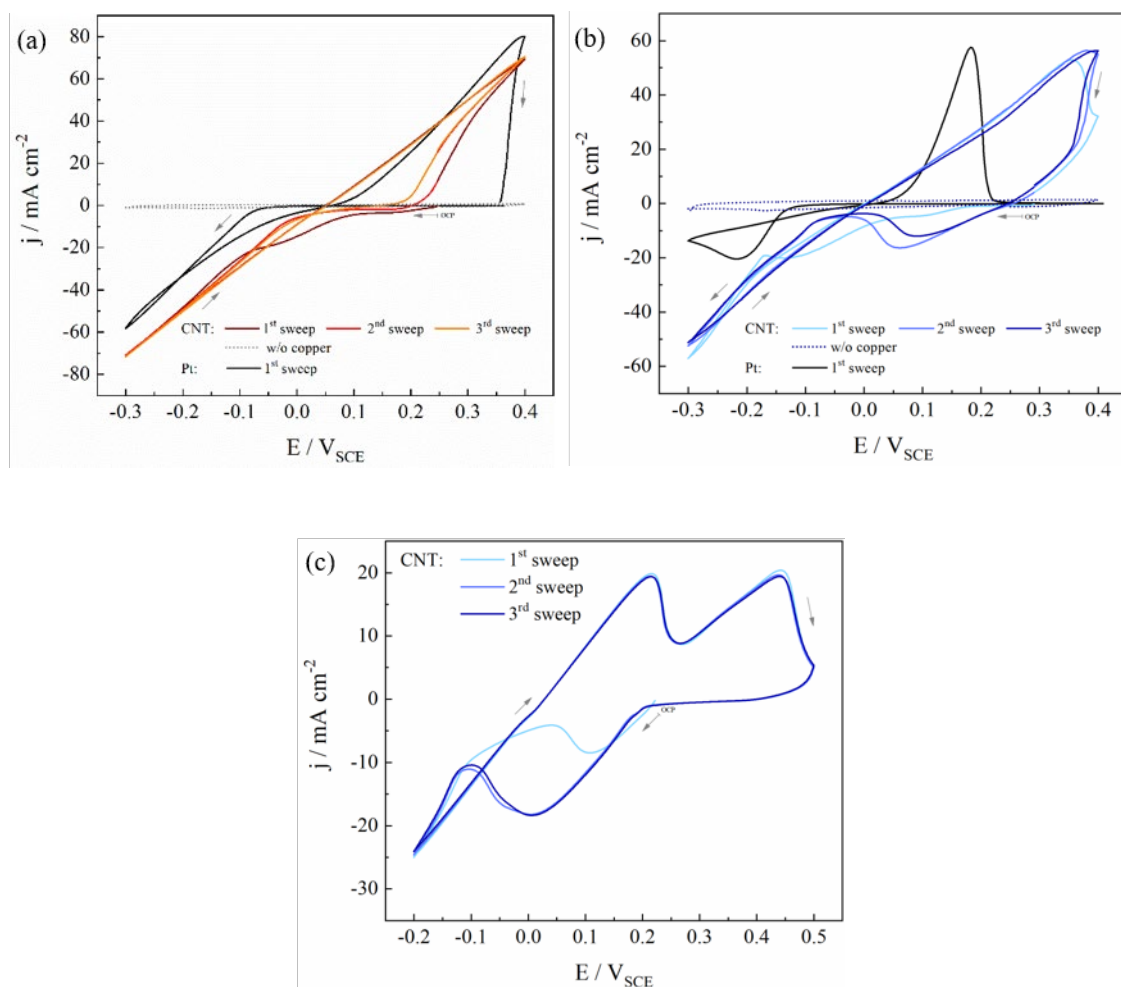 (a)
80
60
40
20
0
-20
-40
-60
-80
j / mA cm-2
OCP
CNT: 1st sweep 2nd sweep 3rd sweep
w/o copper
Pt: 1st sweep
-0.3 -0.2 -0.1 0.0 0.1 0.2 0.3 0.4
E / VSCE
(b)
60
40
20
0
-20
-40
-60
j / mA cm-2
OCP
CNT: 1st sweep 2nd sweep 3rd sweep
w/o copper
Pt: 1st sweep
-0.3 -0.2 -0.1 0.0 0.1 0.2 0.3 0.4
E / VSCE
(c)
CNT: 1st sweep
2nd sweep
3rd sweep
20
10
0
-10
-20
-30
j / mA cm-2
OCP
-0.2 -0.1 0.0 0.1 0.2 0.3 0.4 0.5
E / VSCE